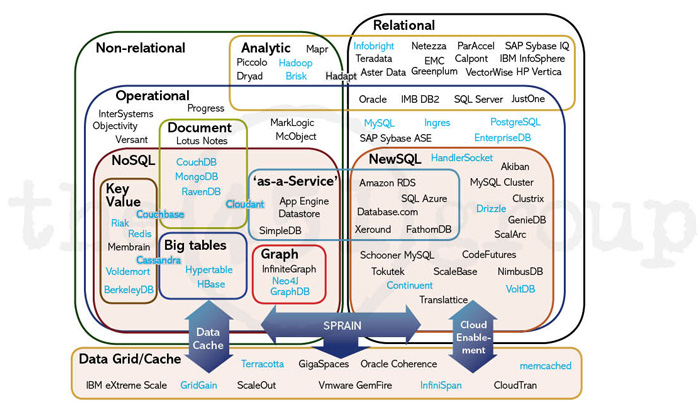 Relational
Non-relational
Analytic
Mapr
Piccolo
Hadoop
Dryad
Brisk
Hadapt
Infobright
Netezza
ParAccel
SAP Sybase IQ
Teradata
EMC
Greenplum
Calpont
IBM InfoSphere
Aster Data
VectorWise
HP Vertica
Operational
Oracle
IMB DB2
SQL Server
JustOne
InterSystems
Progress
Objectivity
Versant
MarkLogic
McObject
Document
Lotus Notes
MySQL
Ingres
PostgreSQL
SAP Sybase ASE
EnterpriseDB
NoSQL
CouchDB
MongoDB
RavenDB
NewSQL
HandlerSocket
Akiban
‘as-a-Service’
Amazon RDS
MySQL Cluster
SQL Azure
Clustrix
Database.com
Drizzle
GenieDB
Xeround
FathomDB
ScalArc
App Engine
Datastore
SimpleDB
Cloudant
Key
Value
Couchbase
Riak
Redis
Membrain
Cassandra
Voldemort
BerkeleyDB
Big tables
Hypertable
HBase
Graph
InfiniteGraph
Neo4J
GraphDB
Schooner MySQL
CodeFutures
Tokutek
ScaleBase
NimbusDB
Continuent
VoltDB
Translattice
Data
Cache
SPRAIN
Cloud
Enable-
ment
Data Grid/Cache
Terracotta
GigaSpaces
Oracle Coherence
memcached
IBM eXtreme Scale
GridGain
ScaleOut
Vmware GemFire
InfiniSpan
CloudTran